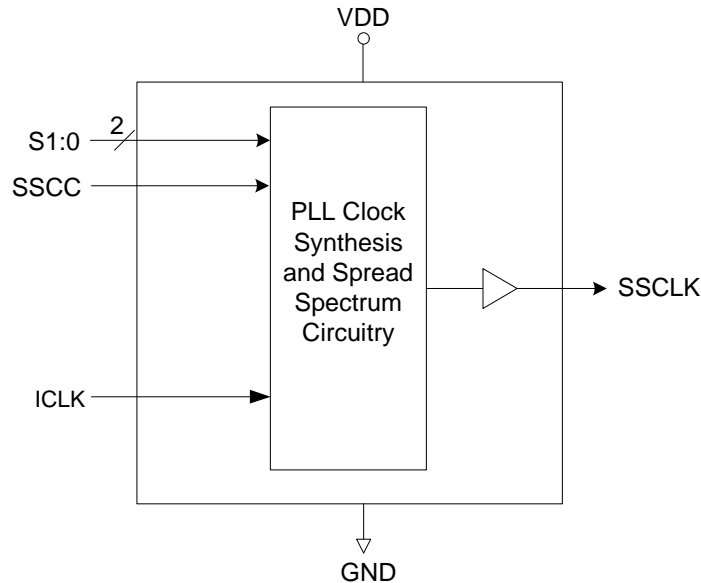 VDD
2
S1:0
SSCC
PLL Clock
Synthesis
and Spread
Spectrum
Circuitry
SSCLK
ICLK
GND